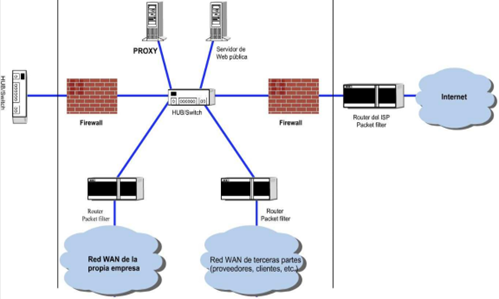 PROXY
Servidor de
Web pública
HUB/Switch
Firewall
HUB/Switch
Firewall
Router del ISP
Packet filter
Internet
Router
Packet filter
Router
Packet filter
Red WAN de la
propia empresa
Red WAN de terceras partes
(proveedores, clientes, etc.)